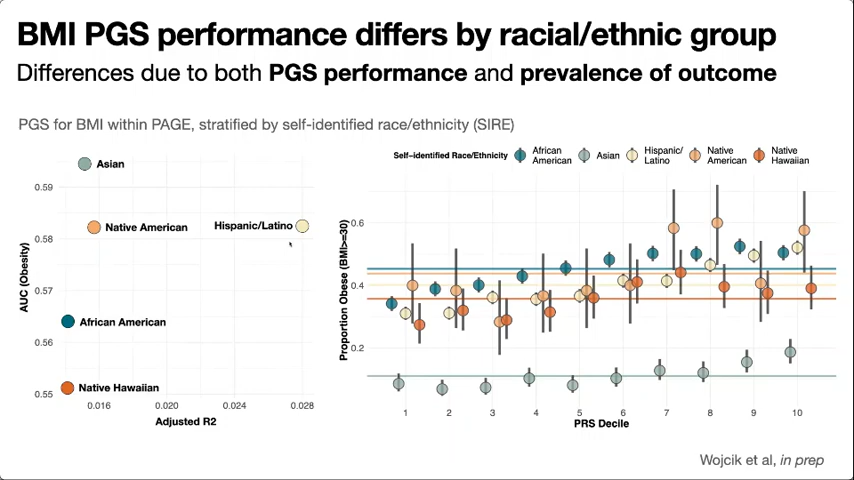 BMI PGS performance differs by racial/ethnic group
Differences due to both PGS performance and prevalence of outcome
PGS for BMI within PAGE, stratified by self-identified race/ethnicity (SIRE)
Asian
Native American
Hispanic/Latino
African American
Native Hawaiian
AUC (Obesity)
0.59
0.58
0.57
0.56
0.55
0.016
0.020
0.024
0.028
Adjusted R2
Self-identified Race/Ethnicity
African
American
Asian
Hispanic/
Latino
Native
American
Native
Hawaiian
Proportion Obese (BMI>=30)
0.6
0.4
0.2
1
2
3
4
5
6
7
8
9
10
PRS Decile
Wojcik et al, in prep